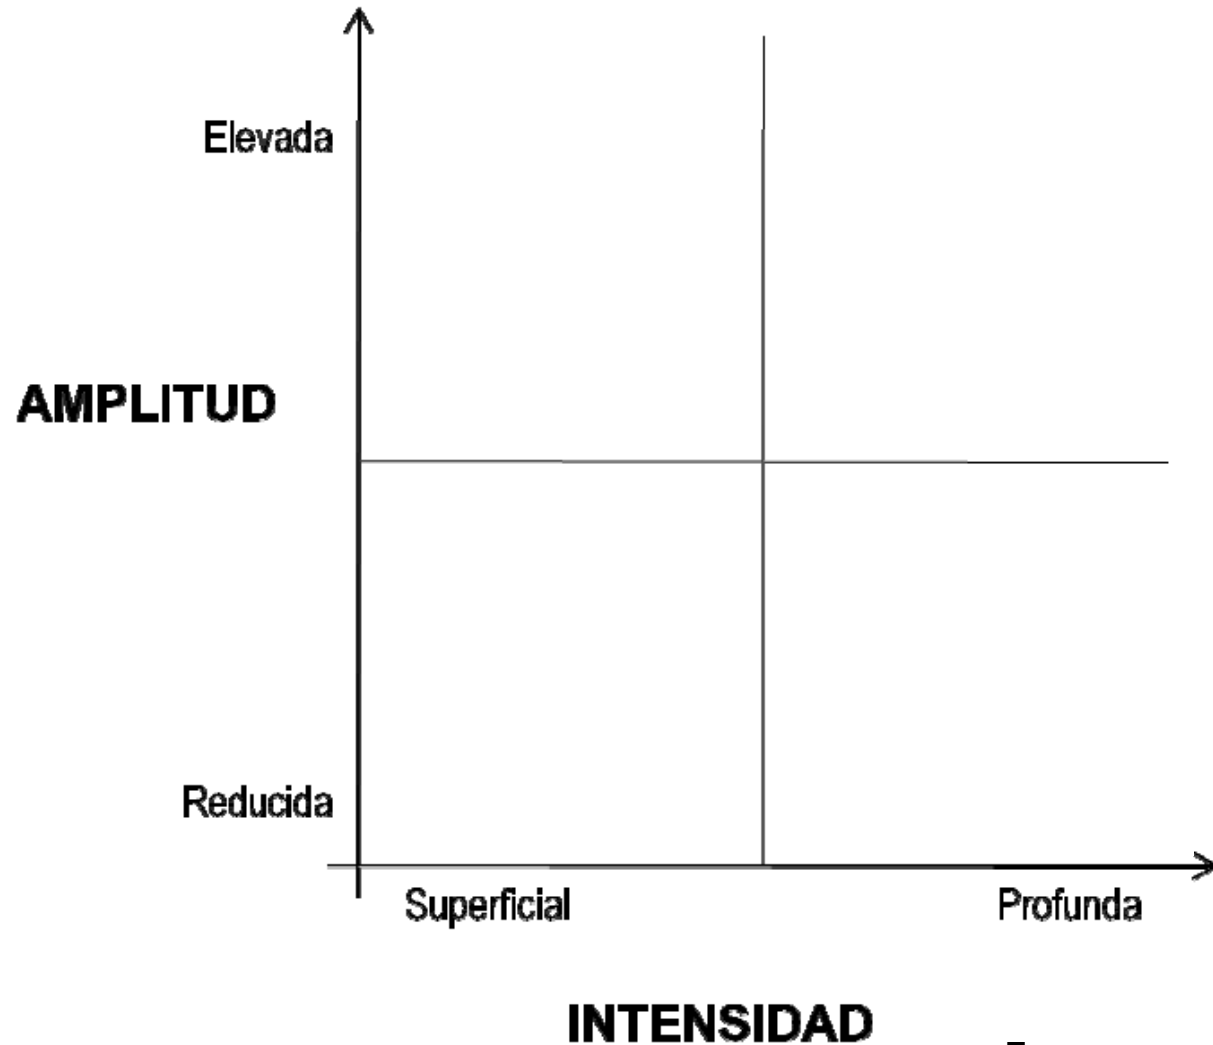 Elevada
AMPLITUD
Reducida
Superficial Profunda
INTENSIDAD